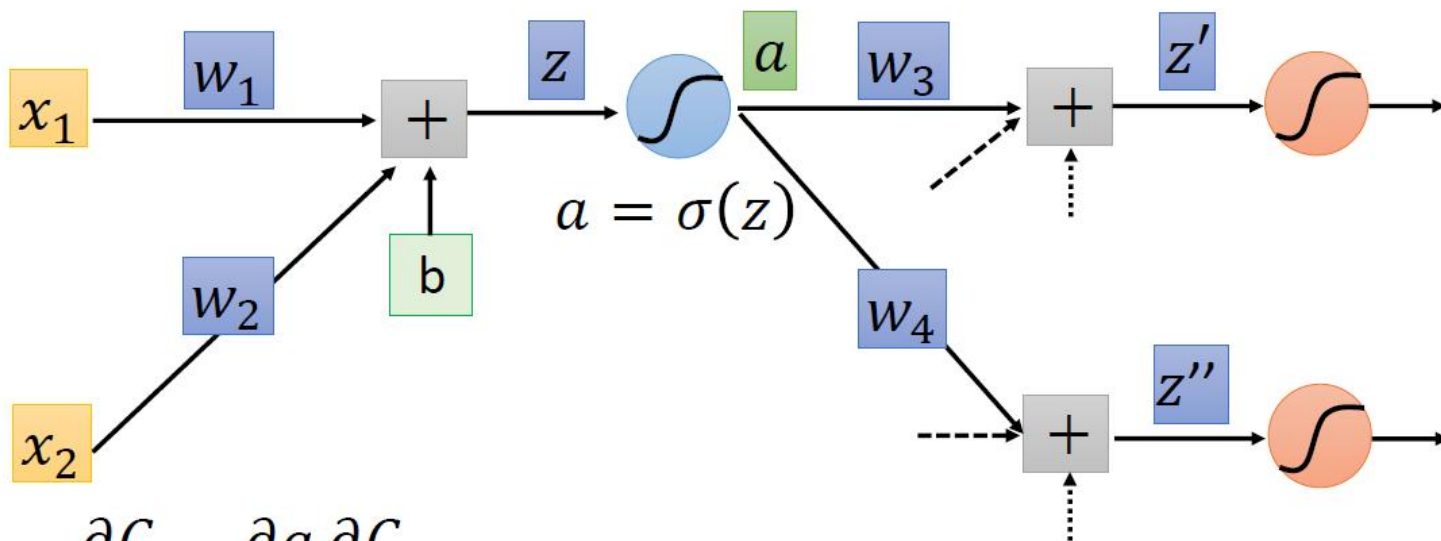 w₁ z a w₃ z′
x₁ + +
a = σ(z)
b
w₂ w₄
z′′
x₂ +
∂C ∂a ∂C